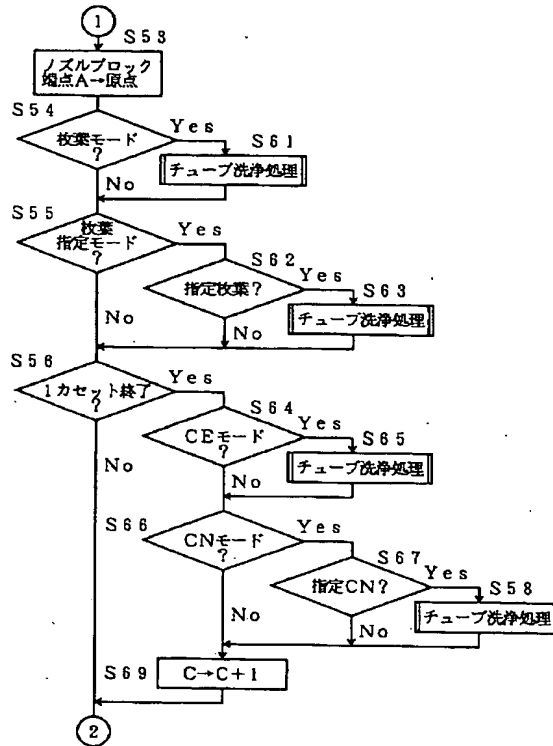 1
S53
ノズルブロック
端点A→原点
S54
枚葉モード
?
Yes
S61
チューブ洗浄処理
No
S55
枚葉
指定モード
?
Yes
S62
指定枚葉?
Yes
S63
チューブ洗浄処理
No
No
S56
1カセット終了
?
Yes
S64
CEモード
?
Yes
S65
チューブ洗浄処理
No
No
S66
CNモード
?
Yes
S67
指定CN?
Yes
S58
チューブ洗浄処理
No
No
S69
C→C+1
2